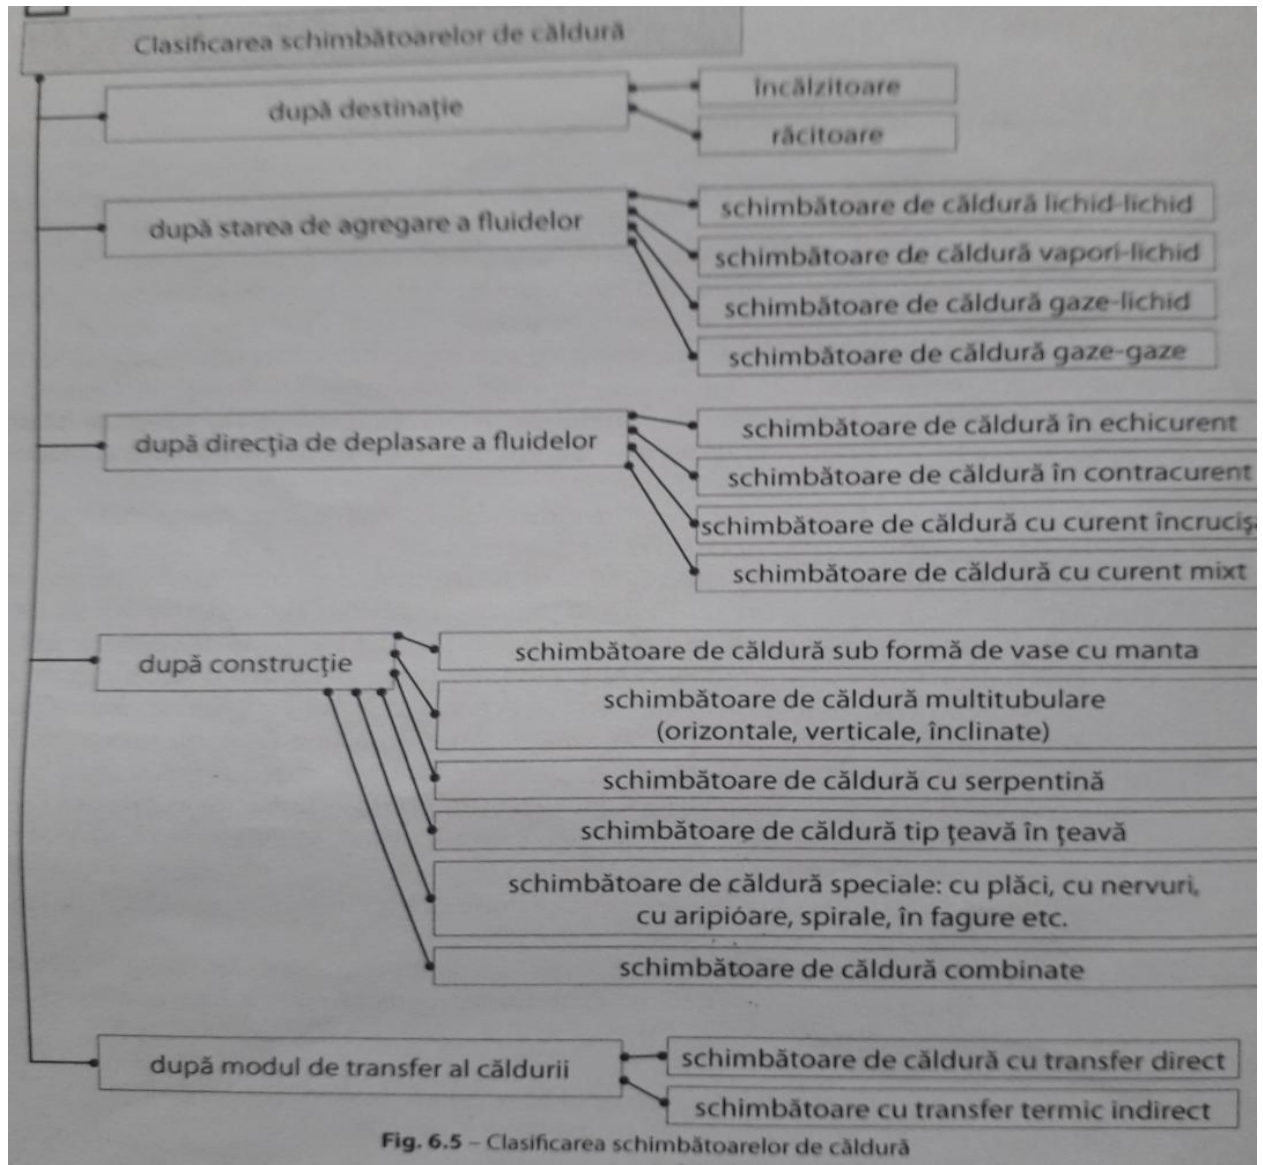 Clasificarea schimbătoarelor de căldură
după destinație
încălzitoare
răcitoare
după starea de agregare a fluidelor
schimbătoare de căldură lichid-lichid
schimbătoare de căldură vapori-lichid
schimbătoare de căldură gaze-lichid
schimbătoare de căldură gaze-gaze
după direcția de deplasare a fluidelor
schimbătoare de căldură în echicurent
schimbătoare de căldură în contracurent
schimbătoare de căldură cu curent încruciș
schimbătoare de căldură cu curent mixt
după construcție
schimbătoare de căldură sub formă de vase cu manta
schimbătoare de căldură multitubulare
(orizontale, verticale, înclinate)
schimbătoare de căldură cu serpentină
schimbătoare de căldură tip țeavă în țeavă
schimbătoare de căldură speciale: cu plăci, cu nervuri,
cu aripioare, spirale, în fagure etc.
schimbătoare de căldură combinate
după modul de transfer al căldurii
schimbătoare de căldură cu transfer direct
schimbătoare cu transfer termic indirect
Fig. 6.5 – Clasificarea schimbătoarelor de căldură